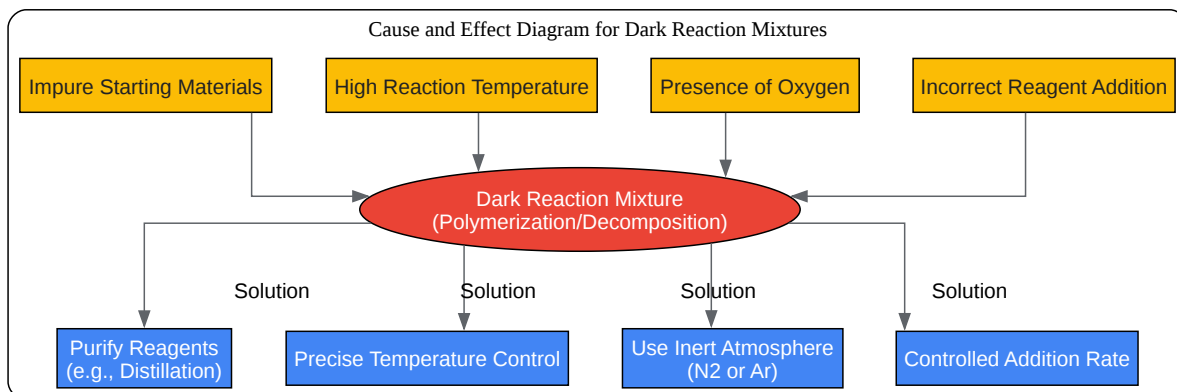 Cause and Effect Diagram for Dark Reaction Mixtures
Impure Starting Materials
High Reaction Temperature
Presence of Oxygen
Incorrect Reagent Addition
Dark Reaction Mixture
(Polymerization/Decomposition)
Solution
Solution
Solution
Solution
Purify Reagents
(e.g., Distillation)
Precise Temperature Control
Use Inert Atmosphere
(N2 or Ar)
Controlled Addition Rate